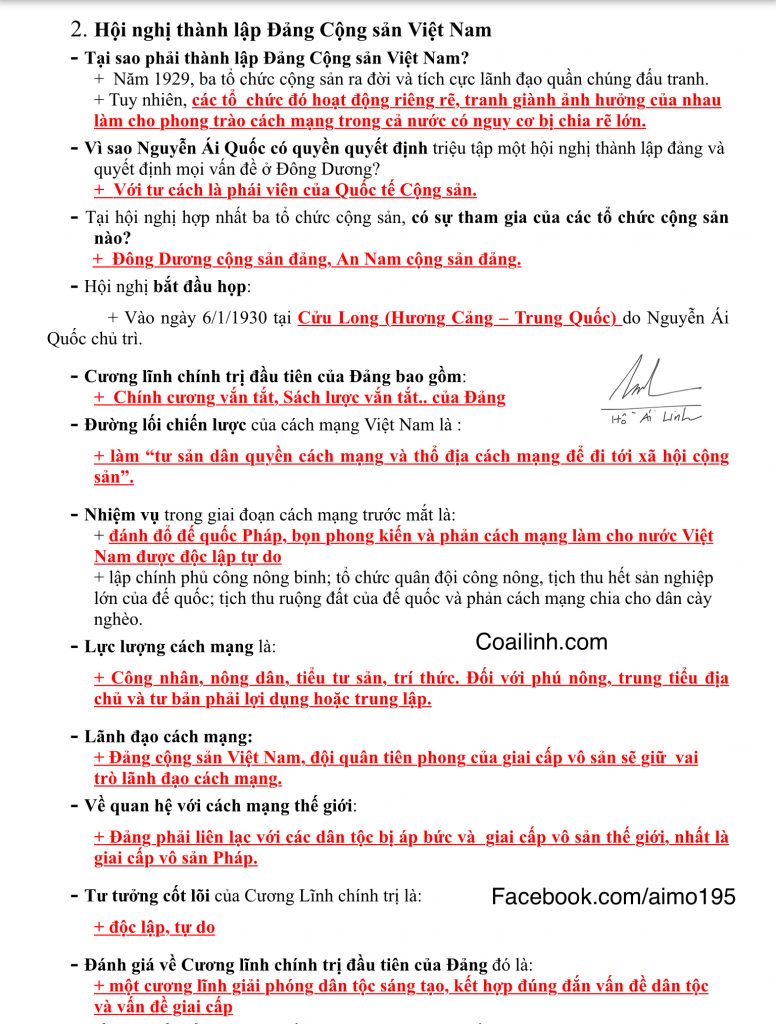 2. Hội nghị thành lập Đảng Cộng sản Việt Nam
- Tại sao phải thành lập Đảng Cộng sản Việt Nam?
+ Năm 1929, ba tổ chức cộng sản ra đời và tích cực lãnh đạo quần chúng đấu tranh.
+ Tuy nhiên, các tổ chức đó hoạt động riêng rẽ, tranh giành ảnh hưởng của nhau
làm cho phong trào cách mạng trong cả nước có nguy cơ bị chia rẽ lớn.
- Vì sao Nguyễn Ái Quốc có quyền quyết định triệu tập một hội nghị thành lập đảng và
quyết định mọi vấn đề ở Đông Dương?
+ Với tư cách là phái viên của Quốc tế Cộng sản.
- Tại hội nghị hợp nhất ba tổ chức cộng sản, có sự tham gia của các tổ chức cộng sản
nào?
+ Đông Dương cộng sản đảng, An Nam cộng sản đảng.
- Hội nghị bắt đầu họp:
+ Vào ngày 6/1/1930 tại Cửu Long (Hương Cảng – Trung Quốc) do Nguyễn Ái
Quốc chủ trì.
- Cương lĩnh chính trị đầu tiên của Đảng bao gồm:
+ Chính cương vắn tắt, Sách lược vắn tắt.. của Đảng
Hồ Ái Linh
- Đường lối chiến lược của cách mạng Việt Nam là :
+ làm “tư sản dân quyền cách mạng và thổ địa cách mạng để đi tới xã hội cộng
sản”.
- Nhiệm vụ trong giai đoạn cách mạng trước mắt là:
+ đánh đổ đế quốc Pháp, bọn phong kiến và phản cách mạng làm cho nước Việt
Nam được độc lập tự do
+ lập chính phủ công nông binh; tổ chức quân đội công nông, tịch thu hết sản nghiệp
lớn của đế quốc; tịch thu ruộng đất của đế quốc và phản cách mạng chia cho dân cày
nghèo.
- Lực lượng cách mạng là:
Coailinh.com
+ Công nhân, nông dân, tiểu tư sản, trí thức. Đối với phú nông, trung tiểu địa
chủ và tư bản phải lợi dụng hoặc trung lập.
- Lãnh đạo cách mạng:
+ Đảng cộng sản Việt Nam, đội quân tiên phong của giai cấp vô sản sẽ giữ vai
trò lãnh đạo cách mạng.
- Về quan hệ với cách mạng thế giới:
+ Đảng phải liên lạc với các dân tộc bị áp bức và giai cấp vô sản thế giới, nhất là
giai cấp vô sản Pháp.
- Tư tưởng cốt lõi của Cương Lĩnh chính trị là:
Facebook.com/aimo195
+ độc lập, tự do
- Đánh giá về Cương lĩnh chính trị đầu tiên của Đảng đó là:
+ một cương lĩnh giải phóng dân tộc sáng tạo, kết hợp đúng đắn vấn đề dân tộc
và vấn đề giai cấp